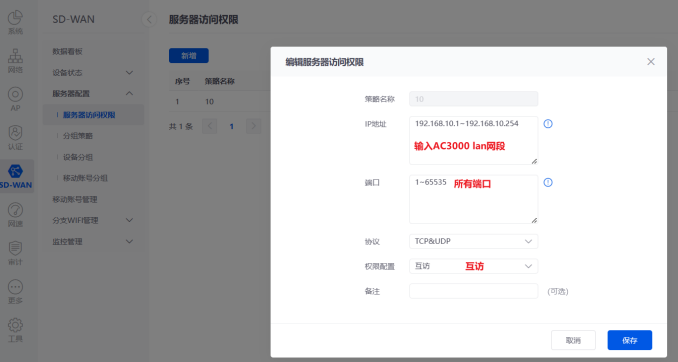 系统
网络
AP
认证
SD-WAN
网速
审计
更多
工具
SD-WAN
数据看板
设备状态
服务器配置
服务器访问权限
分组策略
设备分组
移动账号分组
移动账号管理
分支WIFI管理
监控管理
服务器访问权限
新增
序号 策略名称
1 10
共 1 条 1
编辑服务器访问权限
策略名称 10
IP地址 192.168.10.1~192.168.10.254
输入AC3000 lan网段
端口 1~65535 所有端口
协议 TCP&UDP
权限配置 互访 互访
备注 (可选)
取消 保存